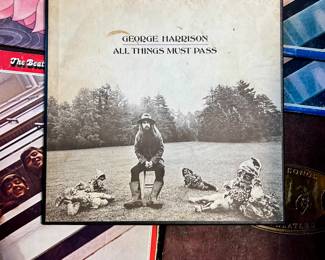 GEORGE HARRISON
ALL THINGS MUST PASS
The Beat